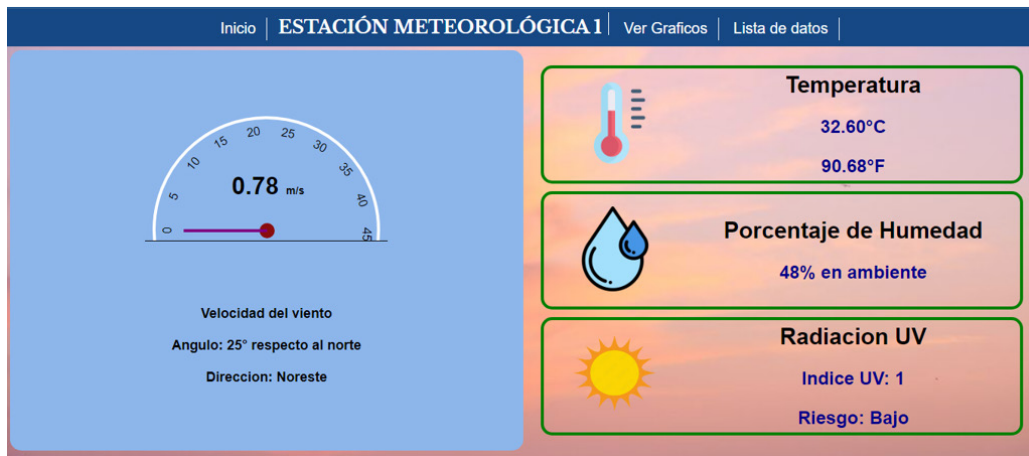 Inicio ESTACIÓN METEOROLÓGICA 1 Ver Graficos Lista de datos
0 5 10 15 20 25 30 35 40 45
0.78 m/s
Velocidad del viento
Angulo: 25° respecto al norte
Direccion: Noreste
Temperatura
32.60°C
90.68°F
Porcentaje de Humedad
48% en ambiente
Radiacion UV
Indice UV: 1
Riesgo: Bajo